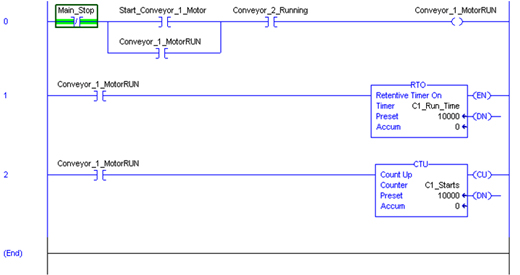 Main_Stop Start_Conveyor_1_Motor Conveyor_2_Running Conveyor_1_MotorRUN
0
Conveyor_1_MotorRUN
Conveyor_1_MotorRUN
1
RTO
Retentive Timer On
Timer C1_Run_Time
Preset 10000
Accum 0
EN
DN
Conveyor_1_MotorRUN
2
CTU
Count Up
Counter C1_Starts
Preset 10000
Accum 0
CU
DN
(End)